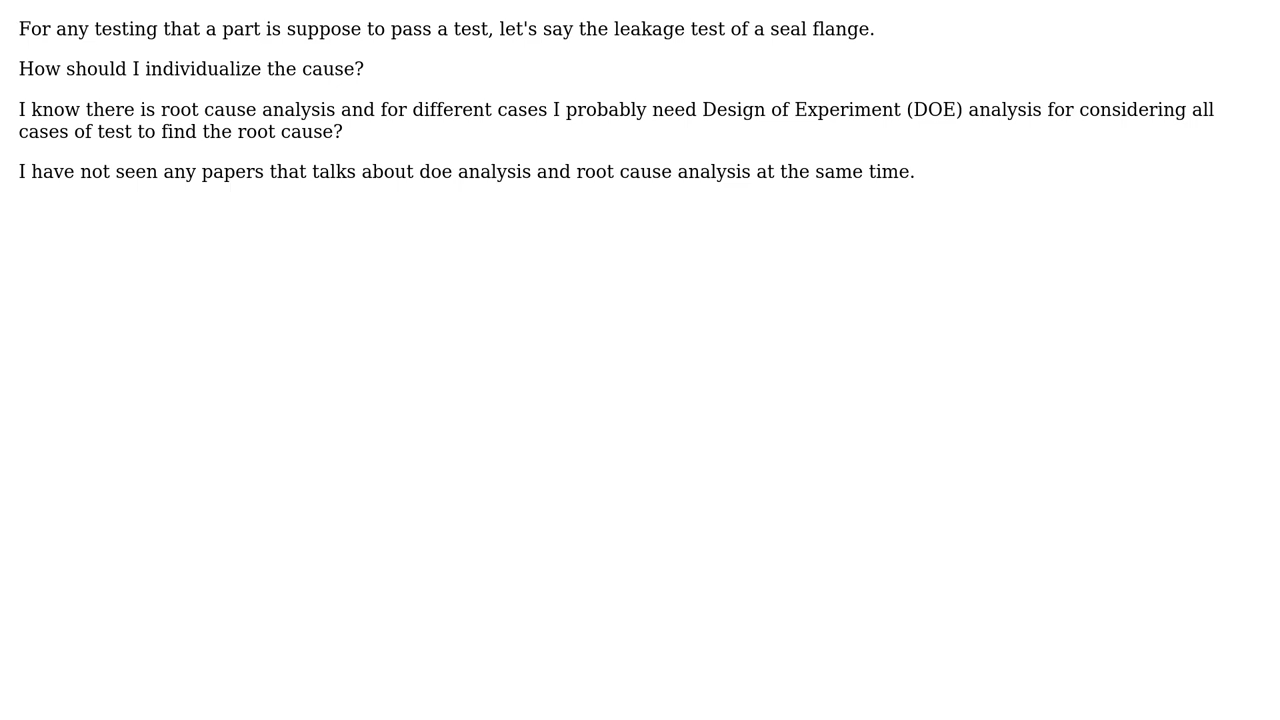 For any testing that a part is suppose to pass a test, let's say the leakage test of a seal flange.
How should I individualize the cause?
I know there is root cause analysis and for different cases I probably need Design of Experiment (DOE) analysis for considering all
cases of test to find the root cause?
I have not seen any papers that talks about doe analysis and root cause analysis at the same time.